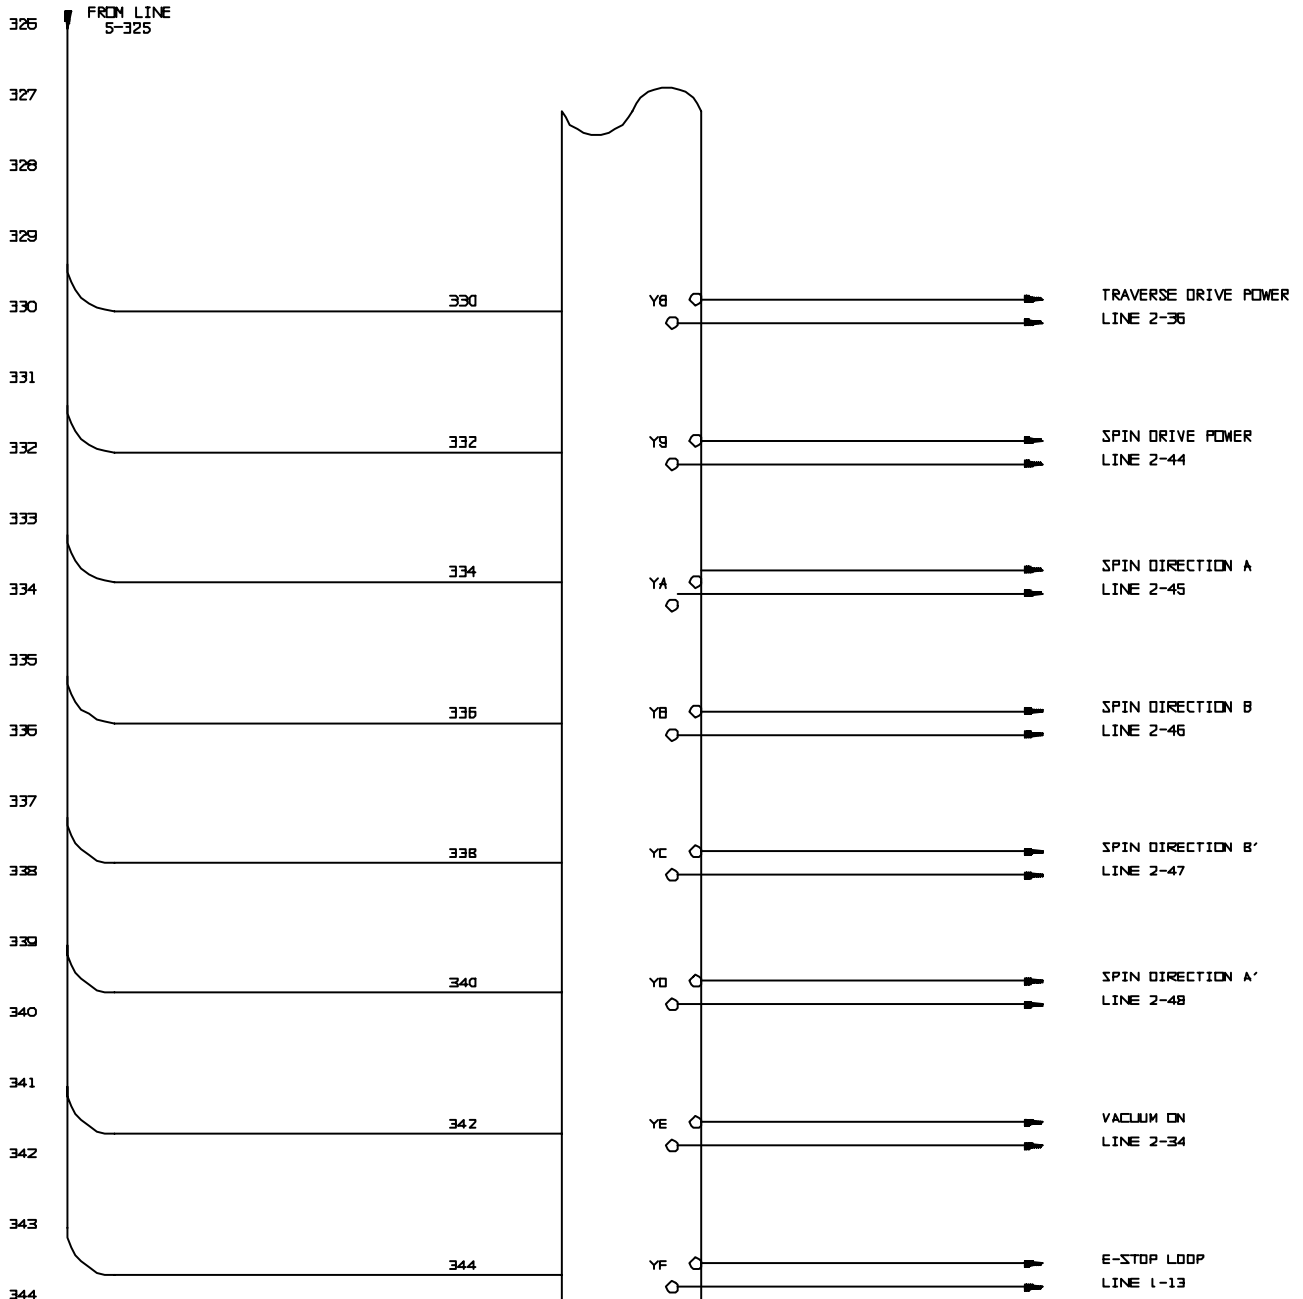 326
FROM LINE
5-325
327
328
329
330
330
Y8
TRAVERSE DRIVE POWER
LINE 2-36
331
332
332
Y9
SPIN DRIVE POWER
LINE 2-44
333
334
334
YA
SPIN DIRECTION A
LINE 2-45
335
336
336
YB
SPIN DIRECTION B
LINE 2-46
337
338
338
YC
SPIN DIRECTION B'
LINE 2-47
339
340
340
YD
SPIN DIRECTION A'
LINE 2-48
341
342
342
YE
VACUUM ON
LINE 2-34
343
344
344
YF
E-STOP LOOP
LINE 1-13